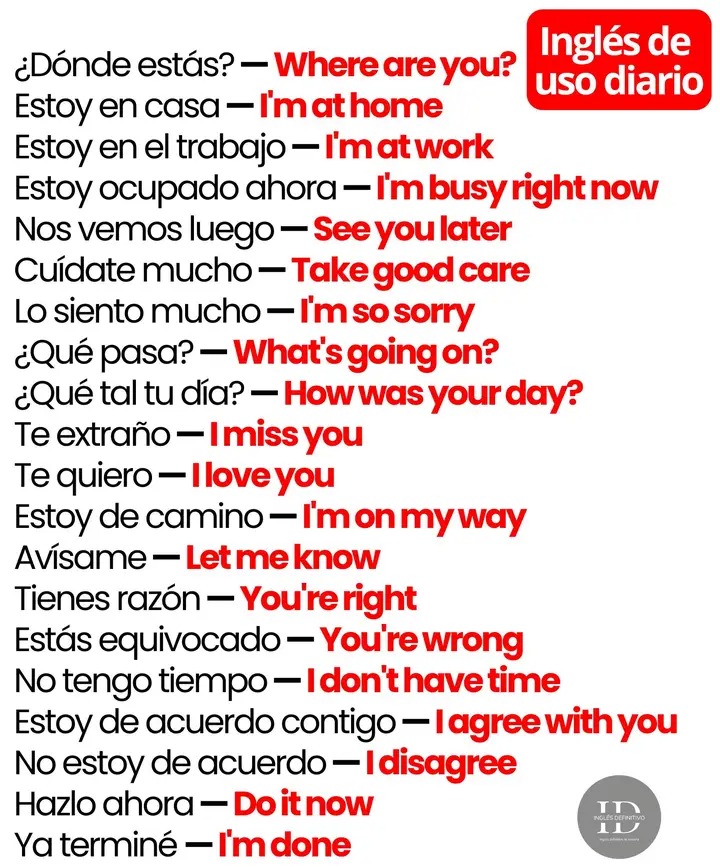 Inglés de
uso diario
¿Dónde estás? — Where are you?
Estoy en casa — I'm at home
Estoy en el trabajo — I'm at work
Estoy ocupado ahora — I'm busy right now
Nos vemos luego — See you later
Cuídate mucho — Take good care
Lo siento mucho — I'm so sorry
¿Qué pasa? — What's going on?
¿Qué tal tu día? — How was your day?
Te extraño — I miss you
Te quiero — I love you
Estoy de camino — I'm on my way
Avísame — Let me know
Tienes razón — You're right
Estás equivocado — You're wrong
No tengo tiempo — I don't have time
Estoy de acuerdo contigo — I agree with you
No estoy de acuerdo — I disagree
Hazlo ahora — Do it now
Ya terminé — I'm done
ID
INGLÉS DEFINITIVO